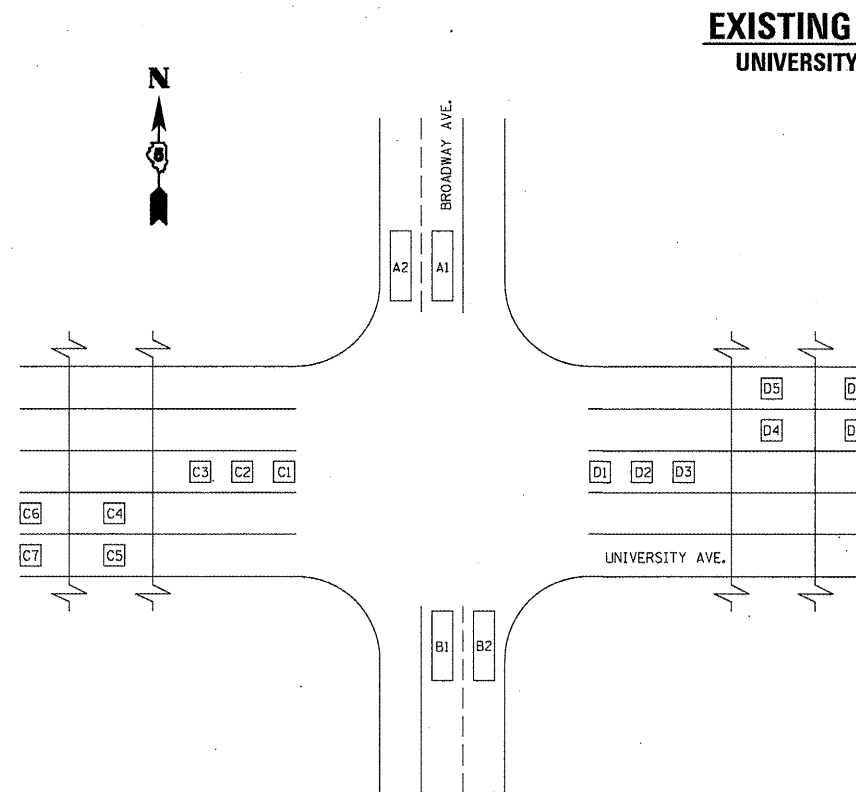 EXISTING
UNIVERSITY
N
5
BROADWAY AVE.
A2 A1
D5 D
D4 D
C3 C2 C1 D1 D2 D3
C6 C4
C7 C5 UNIVERSITY AVE.
B1 B2